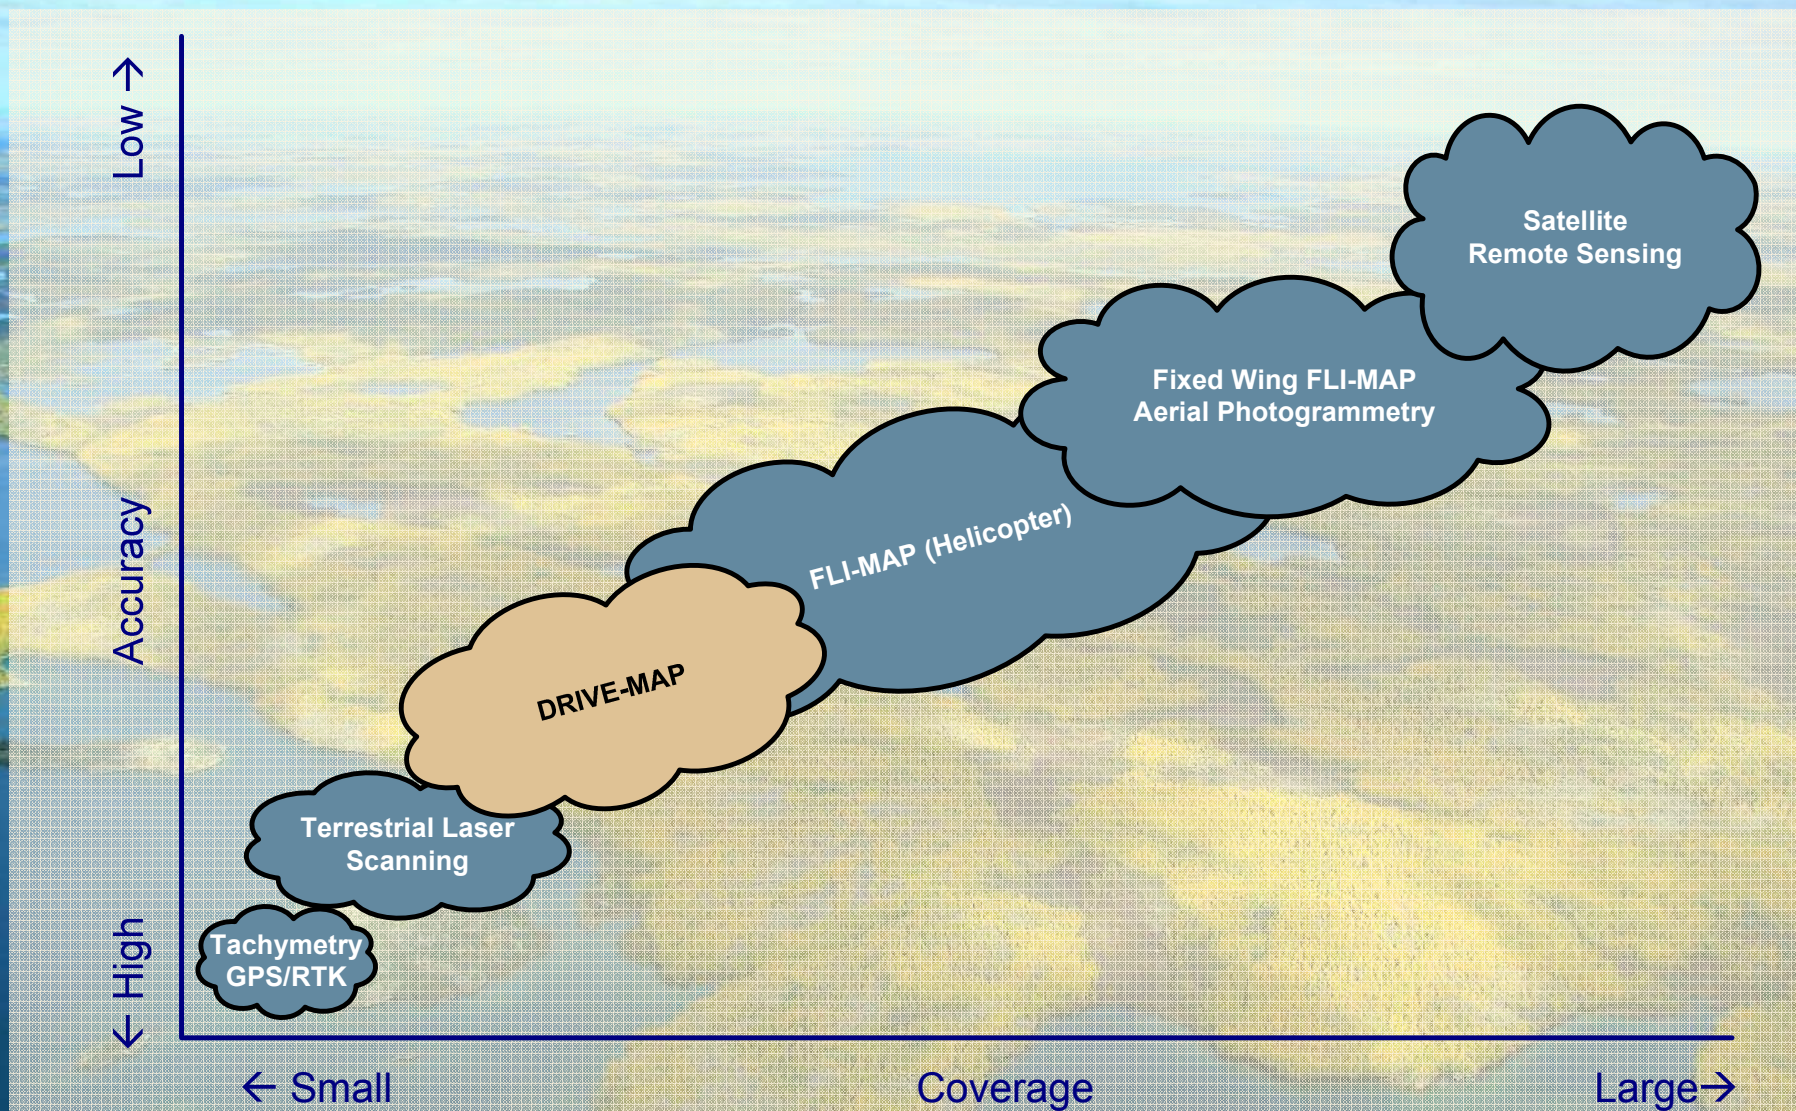 Low →
Accuracy
← High
Satellite
Remote Sensing
Fixed Wing FLI-MAP
Aerial Photogrammetry
FLI-MAP (Helicopter)
DRIVE-MAP
Terrestrial Laser
Scanning
Tachymetry
GPS/RTK
← Small
Coverage
Large→